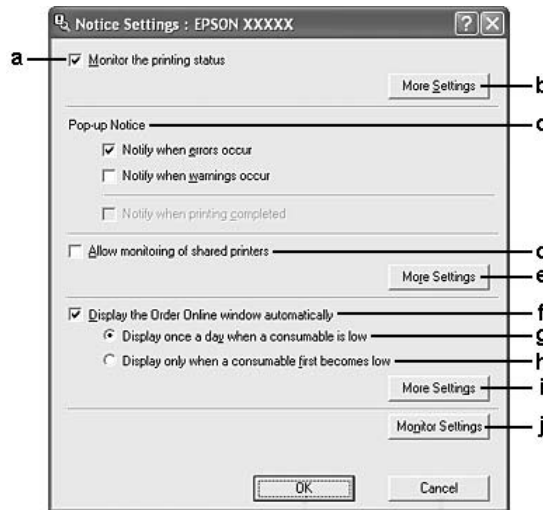 Notice Settings : EPSON XXXXX
a
Monitor the printing status
More Settings
b
Pop-up Notice
Notify when errors occur
Notify when warnings occur
Notify when printing completed
Allow monitoring of shared printers
More Settings
e
Display the Order Online window automatically
f
Display once a day when a consumable is low
g
Display only when a consumable first becomes low
h
More Settings
i
Monitor Settings
j
OK
Cancel